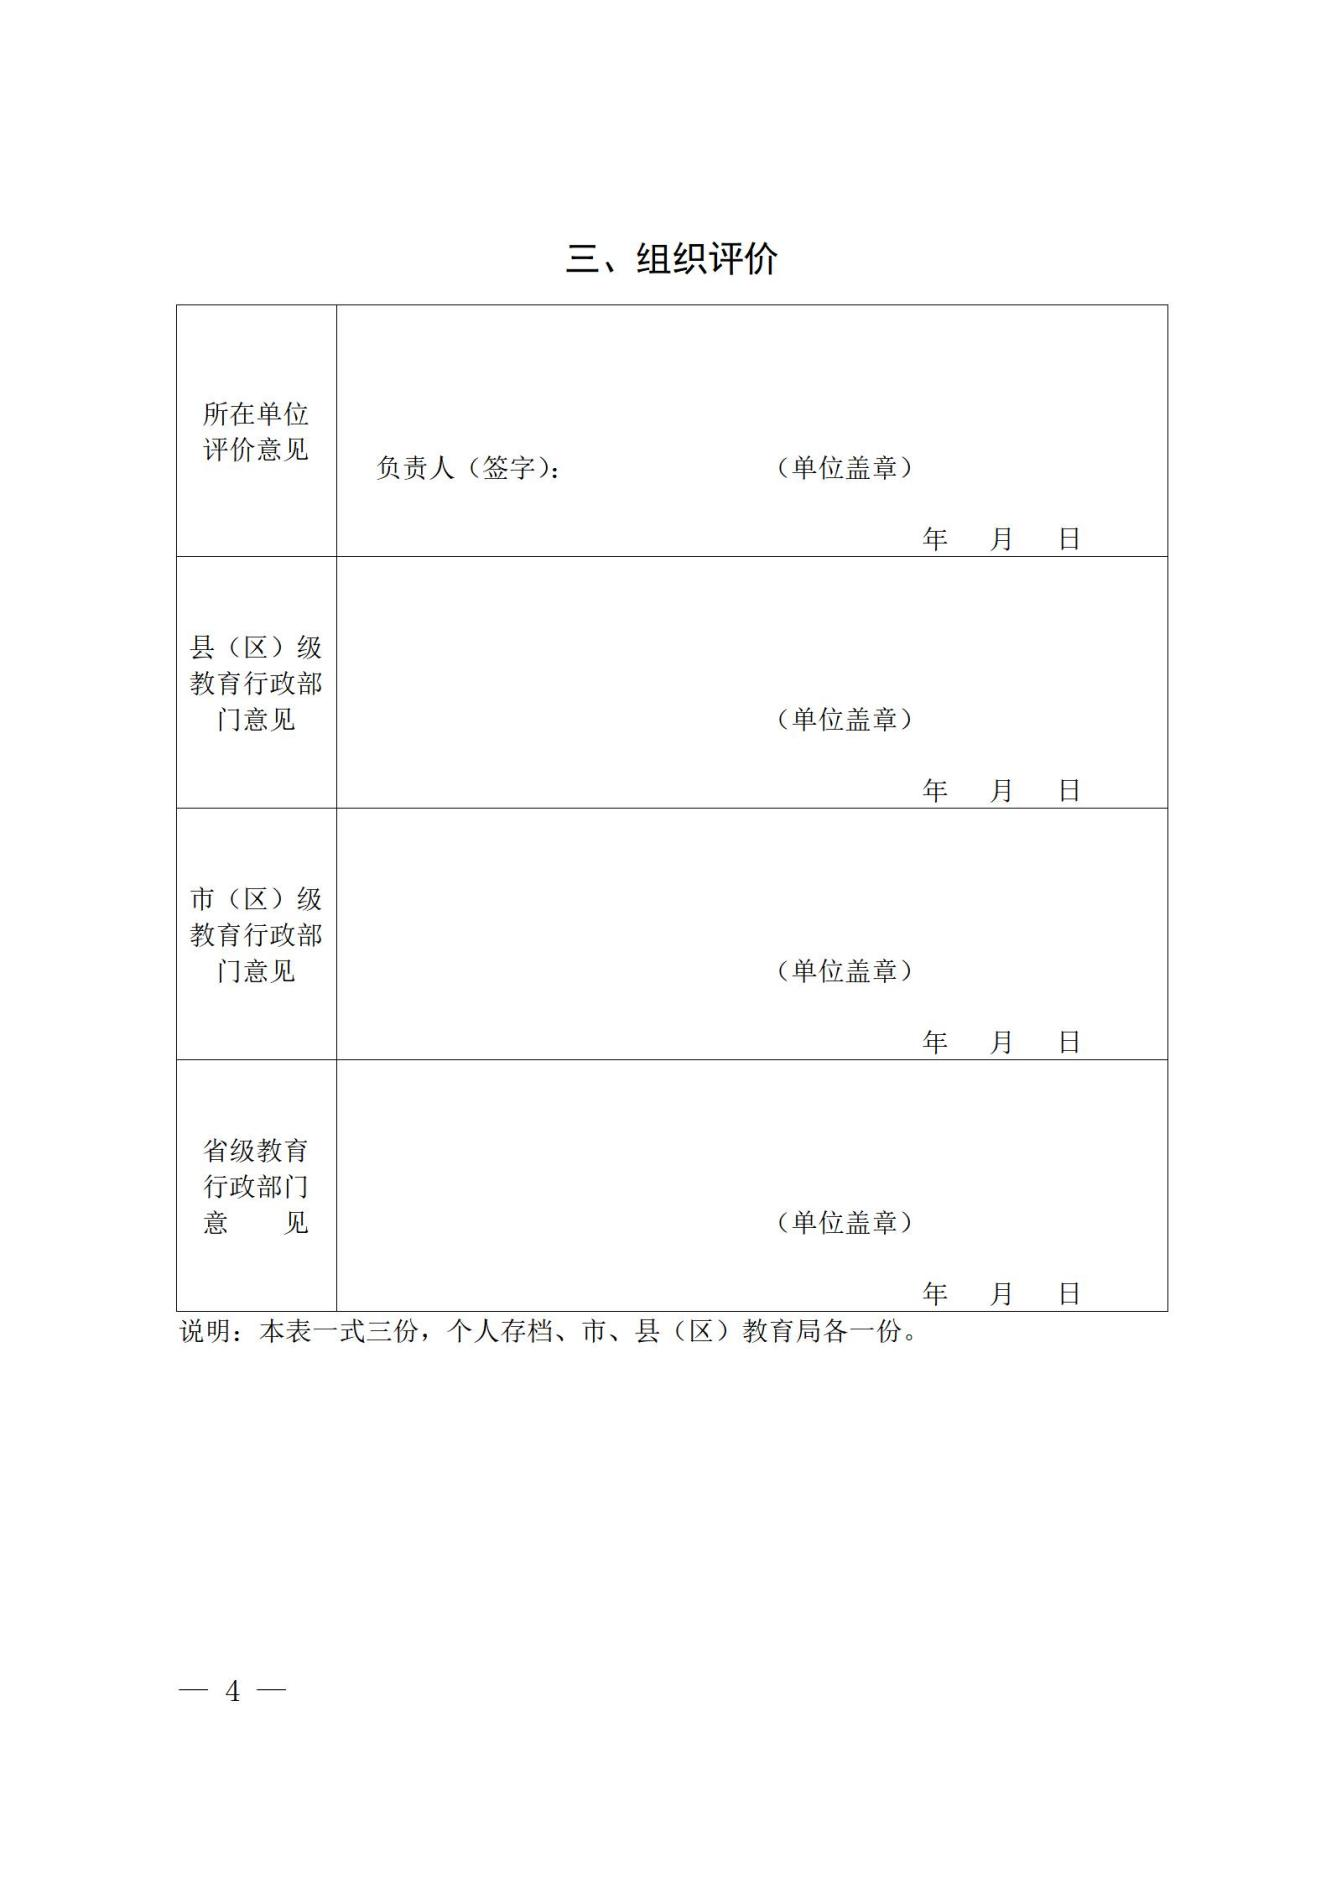 三、组织评价
所在单位
评价意见
负责人（签字）：	（单位盖章）
年 月 日
县（区）级
教育行政部
门意见
（单位盖章）
年 月 日
市（区）级
教育行政部
门意见
（单位盖章）
年 月 日
省级教育
行政部门
意 见
（单位盖章）
年 月 日
说明：本表一式三份，个人存档、市、县（区）教育局各一份。
— 4 —